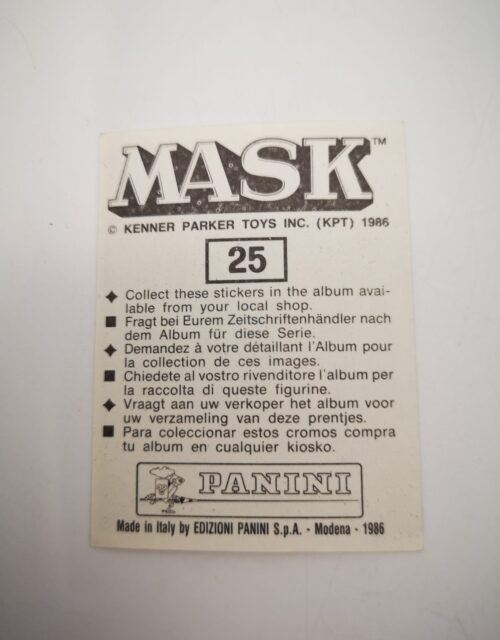 MASK™
© KENNER PARKER TOYS INC. (KPT) 1986
25
✦ Collect these stickers in the album avai-
lable from your local shop.
■ Fragt bei Eurem Zeitschriftenhändler nach
dem Album für diese Serie.
✦ Demandez à votre détaillant l'Album pour
la collection de ces images.
■ Chiedete al vostro rivenditore l'album per
la raccolta di queste figurine.
✦ Vraagt aan uw verkoper het album voor
uw verzameling van deze prentjes.
■ Para coleccionar estos cromos compra
tu album en cualquier kiosko.
PANINI
Made in Italy by EDIZIONI PANINI S.p.A. - Modena - 1986